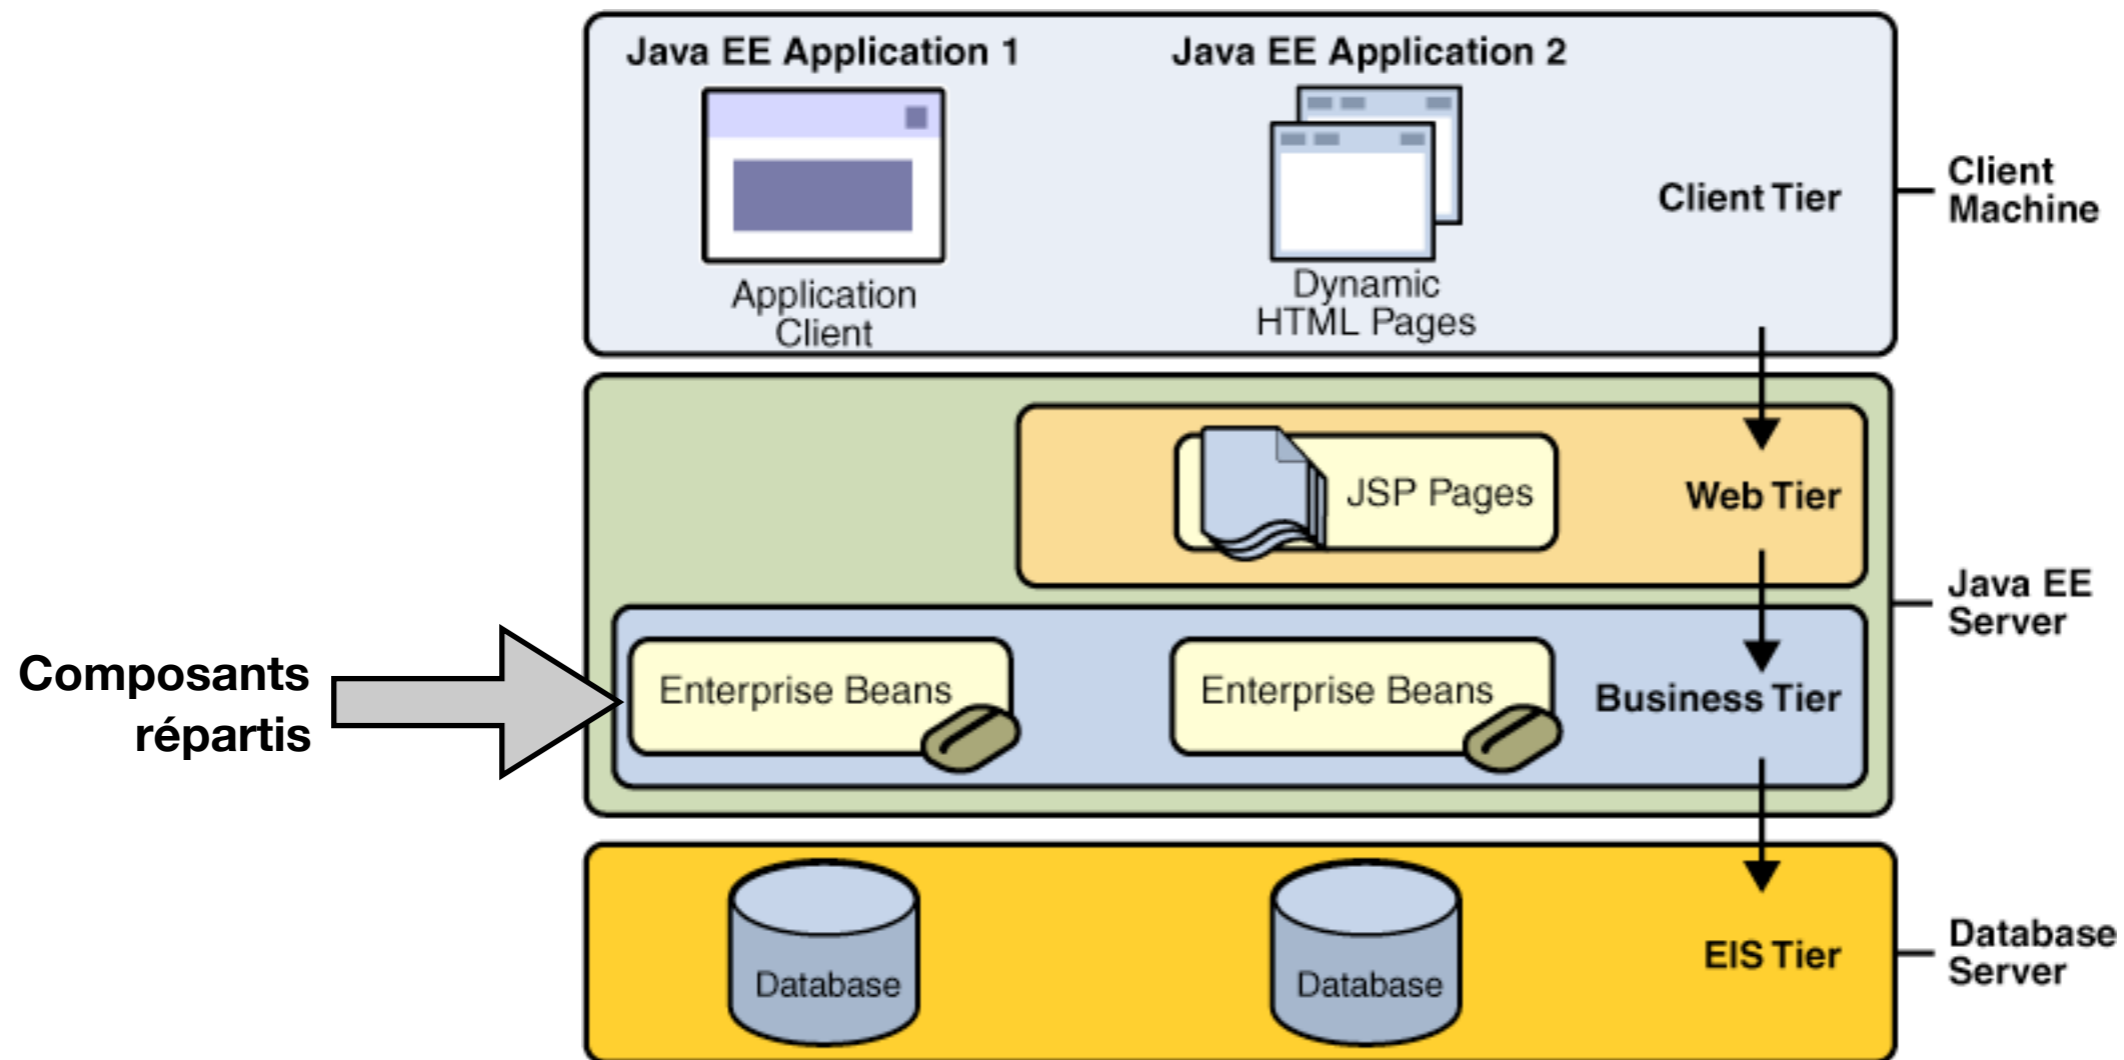 Java EE Application 1
Java EE Application 2
Application
Client
Dynamic
HTML Pages
Client Tier
Client
Machine
JSP Pages
Web Tier
Java EE
Server
Composants
répartis
Enterprise Beans
Enterprise Beans
Business Tier
Database
Database
EIS Tier
Database
Server